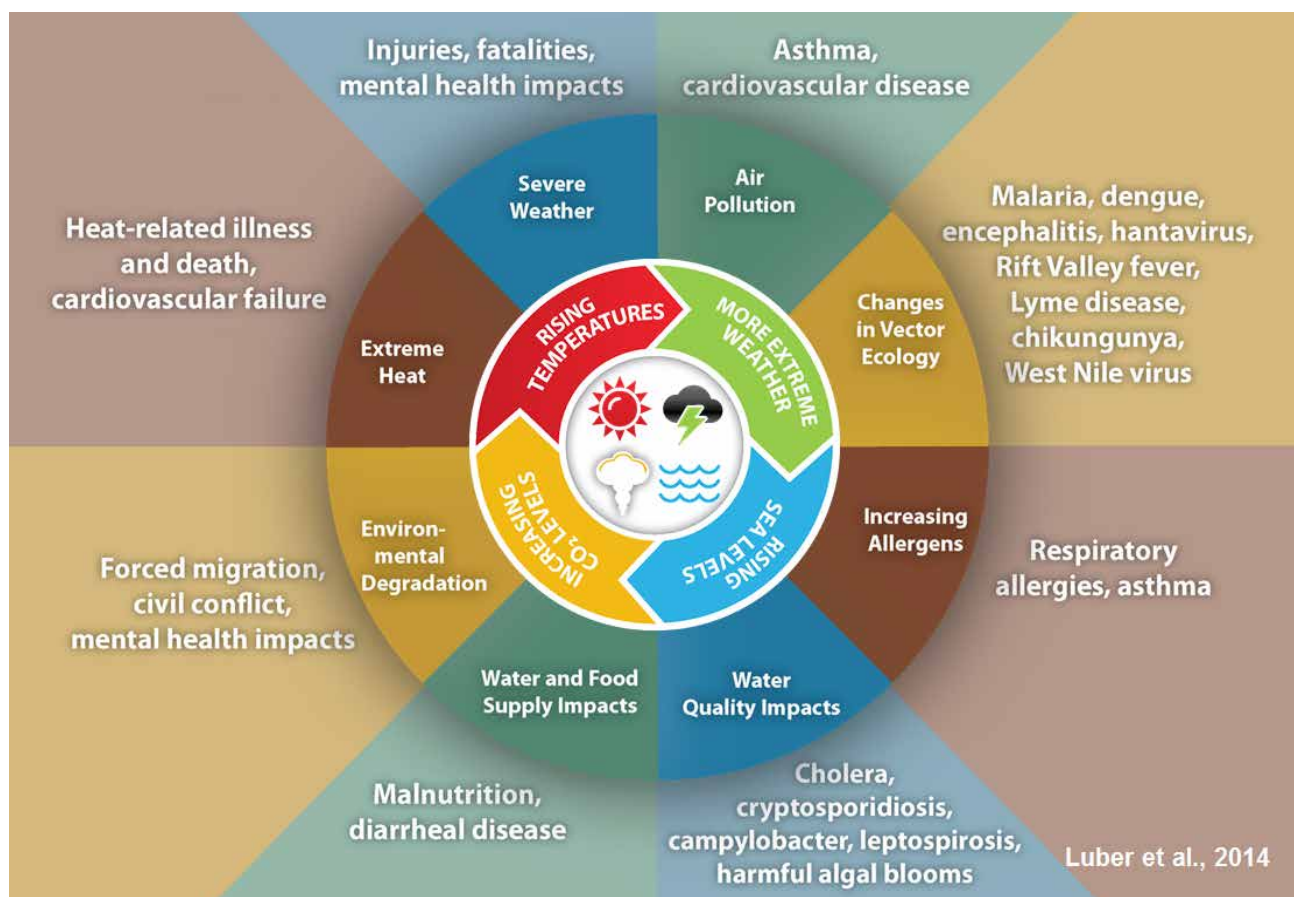 Injuries, fatalities,
mental health impacts
Asthma,
cardiovascular disease
Severe
Weather
Air
Pollution
Malaria, dengue,
encephalitis, hantavirus,
Rift Valley fever,
Lyme disease,
chikungunya,
West Nile virus
Heat-related illness
and death,
cardiovascular failure
Extreme
Heat
RISING
TEMPERATURES
MORE EXTREME
WEATHER
Changes
in Vector
Ecology
INCREASING
CO₂ LEVELS
RISING
SEA LEVELS
Environ-
mental
Degradation
Increasing
Allergens
Forced migration,
civil conflict,
mental health impacts
Respiratory
allergies, asthma
Water and Food
Supply Impacts
Water
Quality Impacts
Malnutrition,
diarrheal disease
Cholera,
cryptosporidiosis,
campylobacter, leptospirosis,
harmful algal blooms
Luber et al., 2014